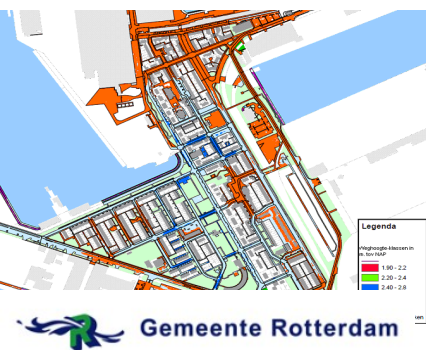 Legenda
Weghoogte-klassen in
m. tov NAP
1.90 - 2.2
2.20 - 2.4
2.40 - 2.8
Gemeente Rotterdam